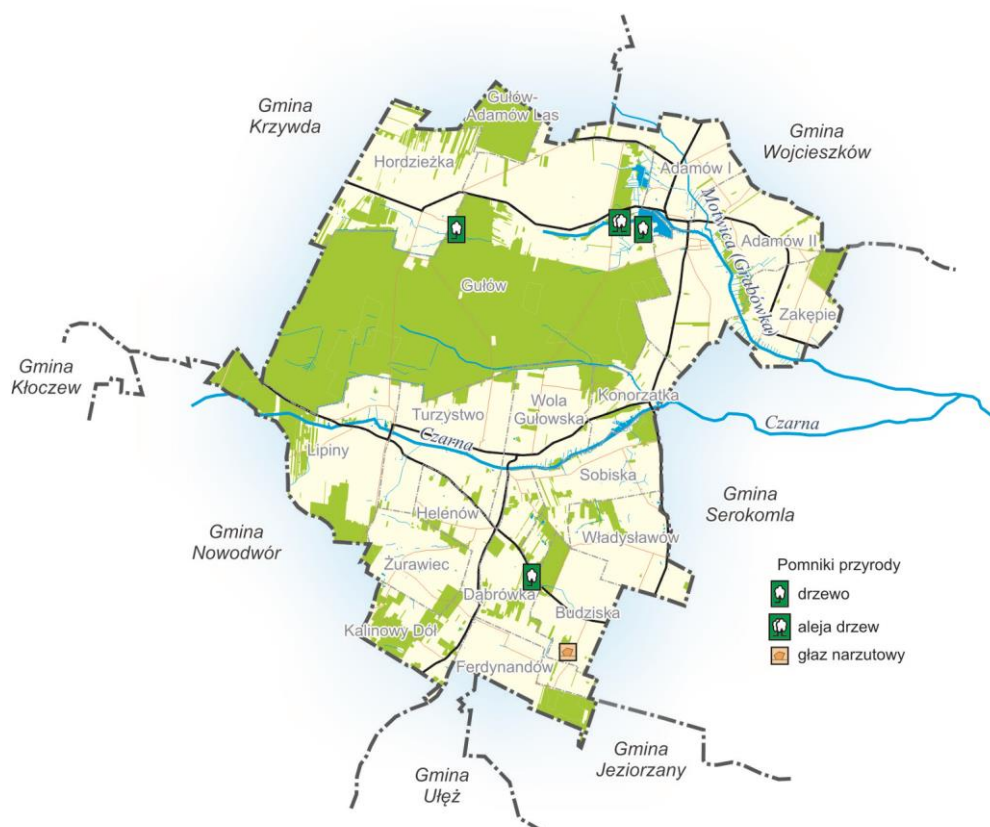 Gmina
Krzywda
Gułów-
Adamów Las
Gmina
Wojcieszków
Hordzieżka
Adamów I
Motwica (Grabówka)
Adamów II
Gułów
Zakępie
Gmina
Kłoczew
Turzystwo
Wola
Gułowska
Konorzatka
Czarna
Czarna
Lipiny
Sobiska
Gmina
Serokomla
Helenów
Gmina
Nowodwór
Władysławów
Żurawiec
Dąbrówka
Budziska
Kalinowy Dół
Ferdynandów
Pomniki przyrody
drzewo
aleja drzew
głaz narzutowy
Gmina
Jeziorzany
Gmina
Ułęż